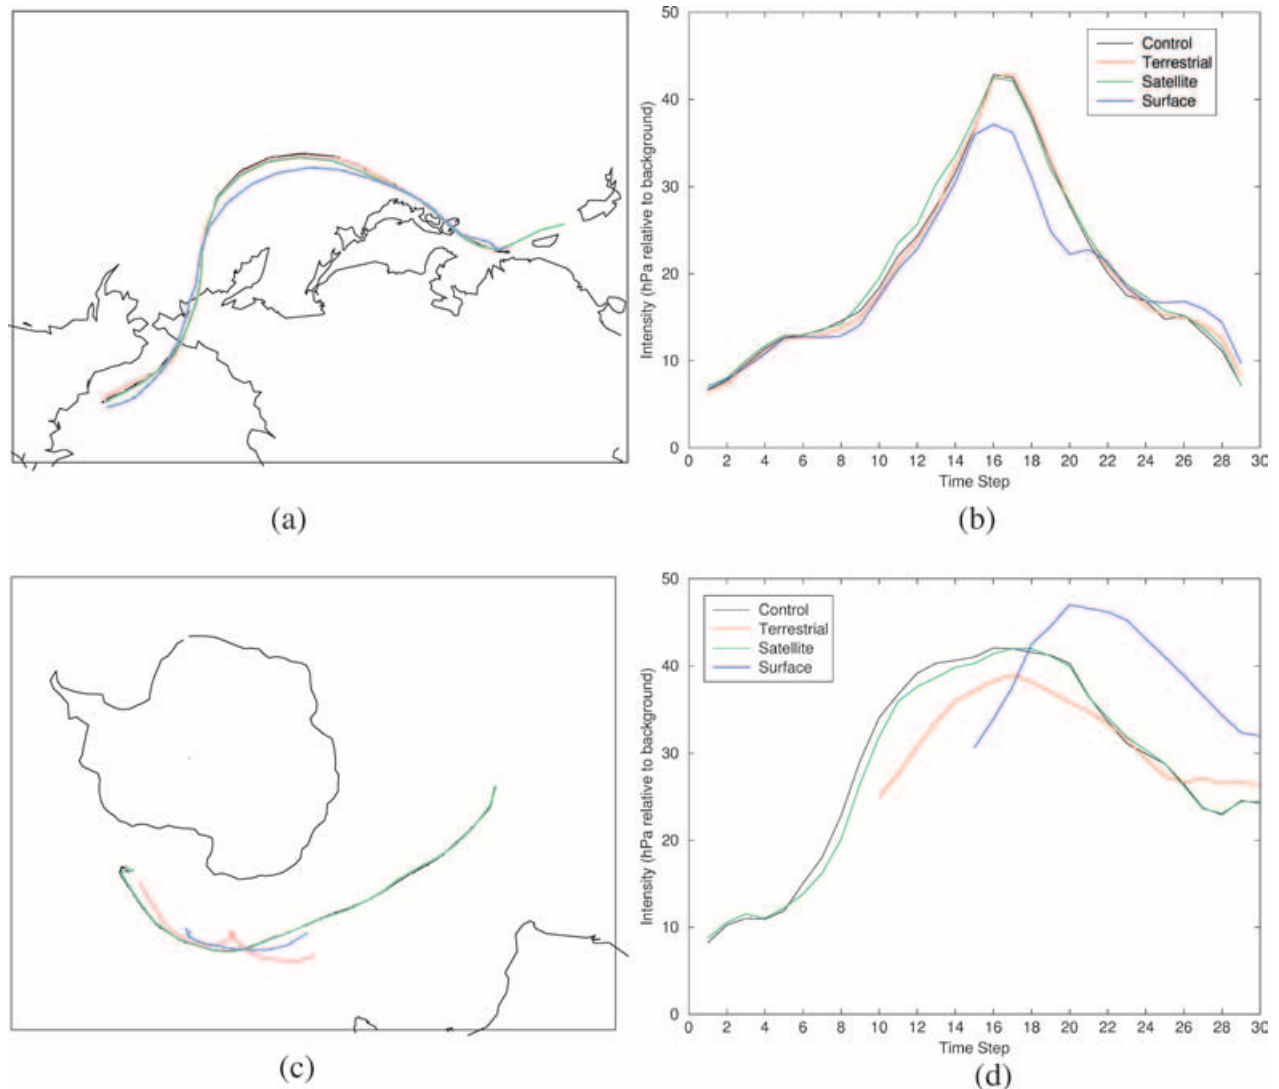 50
40
30
20
10
0
Intensity (hPa relative to background)
Control
Terrestrial
Satellite
Surface
0 2 4 6 8 10 12 14 16 18 20 22 24 26 28 30
Time Step
(a)
(b)
50
40
30
20
10
0
Intensity (hPa relative to background)
Control
Terrestrial
Satellite
Surface
0 2 4 6 8 10 12 14 16 18 20 22 24 26 28 30
Time Step
(c)
(d)